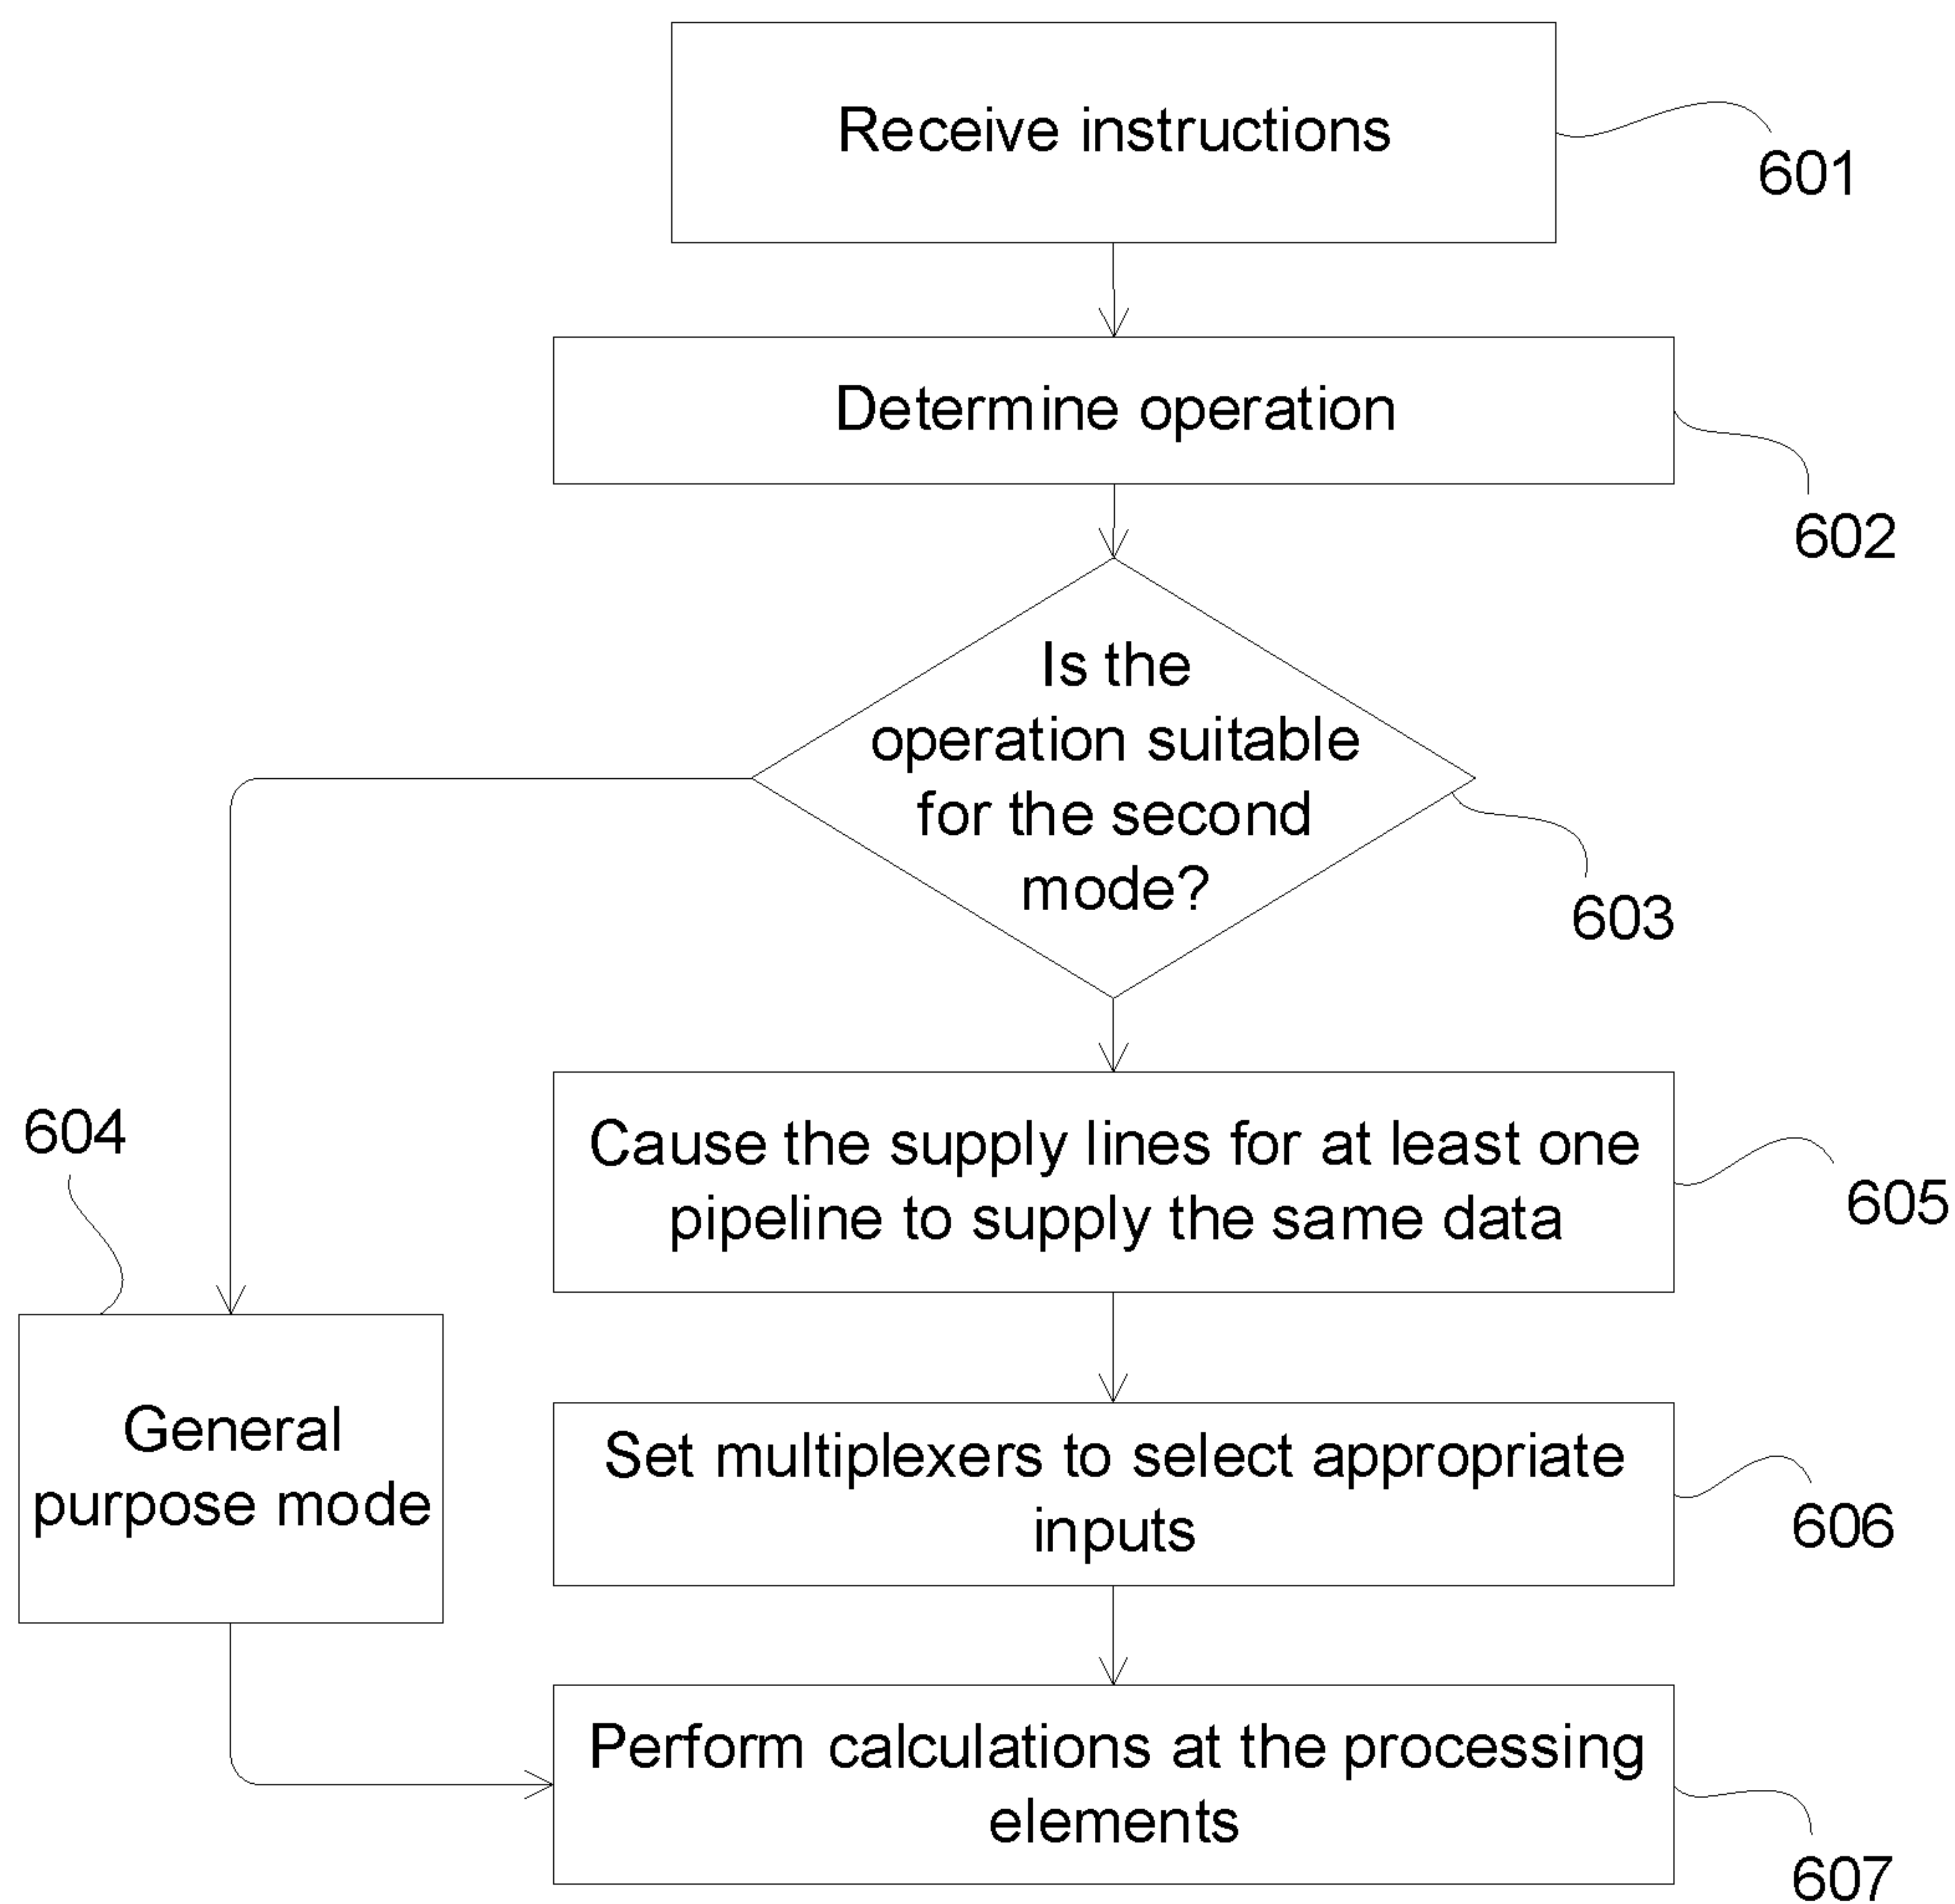 Receive instructions
601
Determine operation
602
Is the
operation suitable
for the second
mode?
603
604
General
purpose mode
Cause the supply lines for at least one
pipeline to supply the same data
605
Set multiplexers to select appropriate
inputs
606
Perform calculations at the processing
elements
607